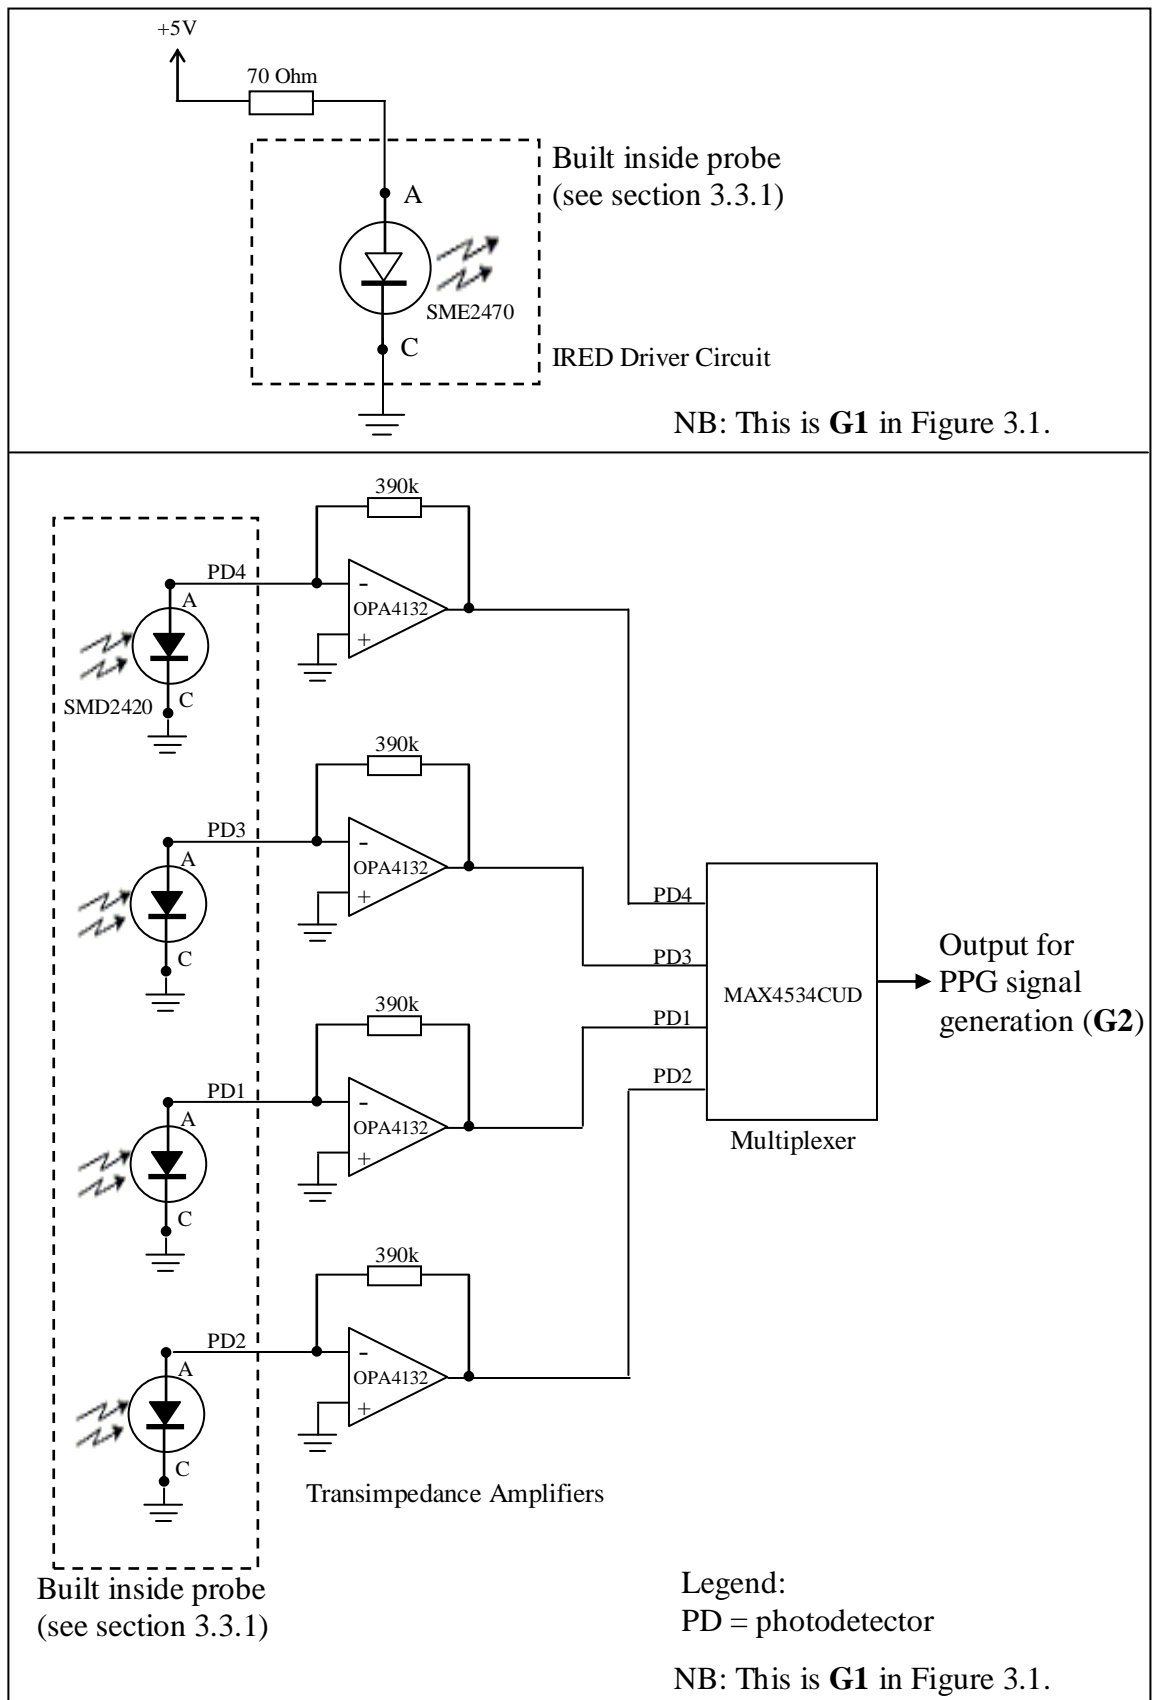 +5V
70 Ohm
Built inside probe
(see section 3.3.1)
A
SME2470
C
IRED Driver Circuit
NB: This is G1 in Figure 3.1.
390k
PD4
A
-
OPA4132
+
SMD2420
C
390k
PD3
A
-
OPA4132
+
C
PD4
PD3
MAX4534CUD
PD1
PD2
Multiplexer
Output for
PPG signal
generation (G2)
390k
PD1
A
-
OPA4132
+
C
390k
PD2
A
-
OPA4132
+
C
Transimpedance Amplifiers
Built inside probe
(see section 3.3.1)
Legend:
PD = photodetector
NB: This is G1 in Figure 3.1.